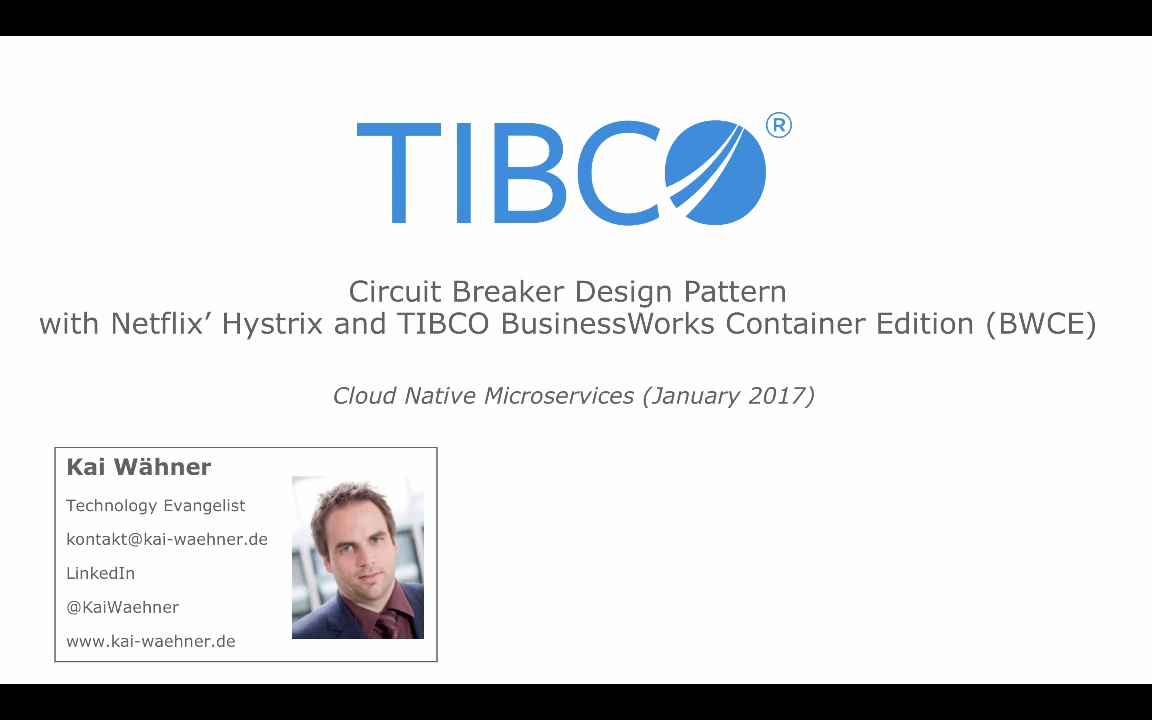 TIBCO®
Circuit Breaker Design Pattern
with Netflix’ Hystrix and TIBCO BusinessWorks Container Edition (BWCE)
Cloud Native Microservices (January 2017)
Kai Wähner
Technology Evangelist
kontakt@kai-waehner.de
LinkedIn
@KaiWaehner
www.kai-waehner.de